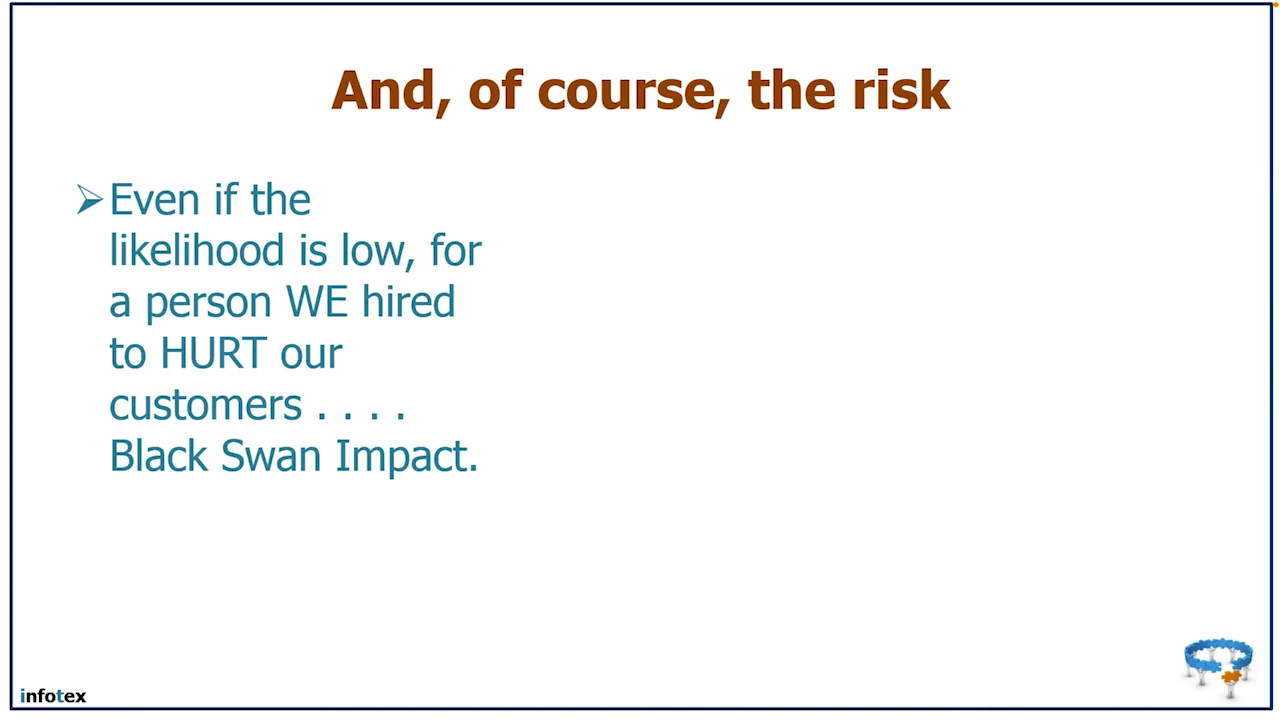 And, of course, the risk
Even if the
likelihood is low, for
a person WE hired
to HURT our
customers . . . .
Black Swan Impact.
infotex